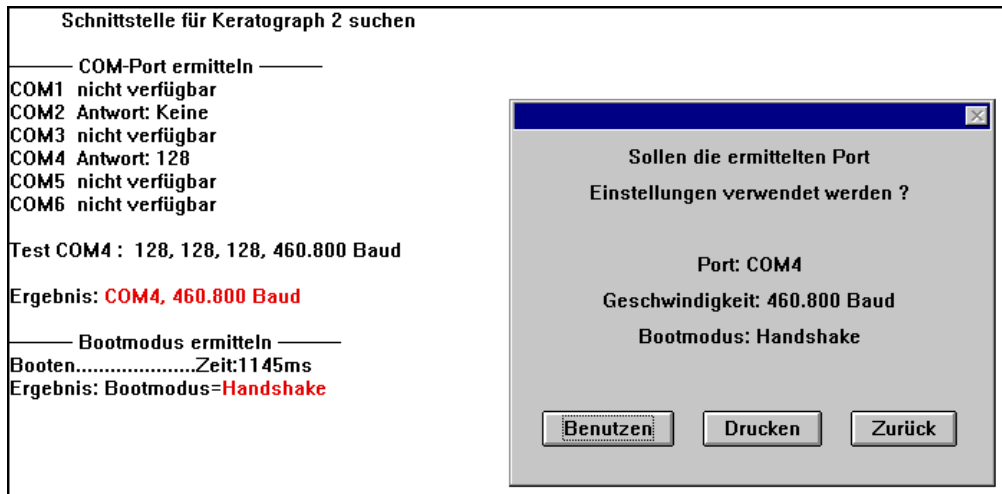 Schnittstelle für Keratograph 2 suchen
COM-Port ermitteln
COM1 nicht verfügbar
COM2 Antwort: Keine
COM3 nicht verfügbar
COM4 Antwort: 128
COM5 nicht verfügbar
COM6 nicht verfügbar
Test COM4 : 128, 128, 128, 460.800 Baud
Ergebnis: COM4, 460.800 Baud
Bootmodus ermitteln
Booten.....................Zeit:1145ms
Ergebnis: Bootmodus=Handshake
Sollen die ermittelten Port
Einstellungen verwendet werden ?
Port: COM4
Geschwindigkeit: 460.800 Baud
Bootmodus: Handshake
Benutzen Drucken Zurück